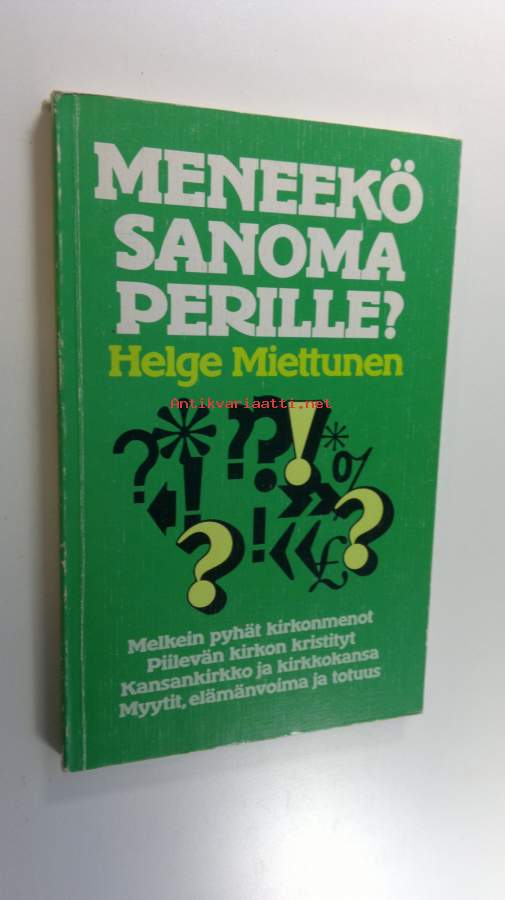 MENEEKÖ
SANOMA
PERILLE?
Helge Miettunen
Antikvariaatti.net
? * ! ? ? ! * %
? ! « £ ?
Melkein pyhät kirkonmenot
Piilevän kirkon kristityt
Kansankirkko ja kirkkokansa
Myytit, elämänvoima ja totuus